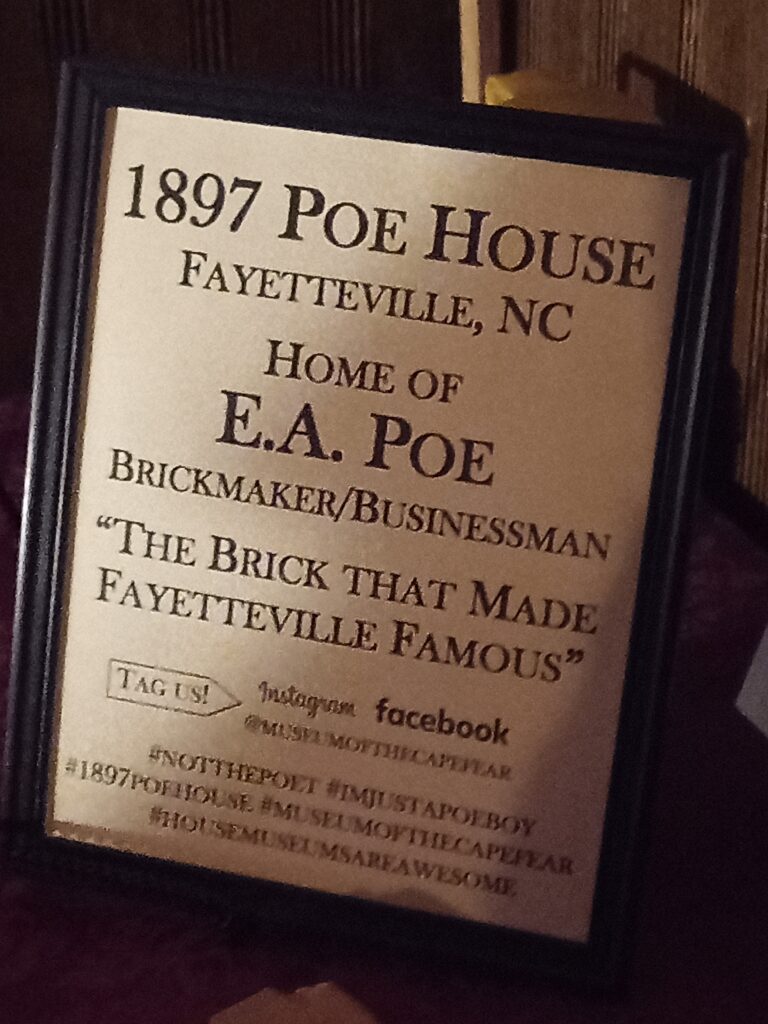 1897 POE HOUSE
FAYETTEVILLE, NC
HOME OF
E.A. POE
BRICKMAKER/BUSINESSMAN
"THE BRICK THAT MADE
FAYETTEVILLE FAMOUS"
TAG US! Instagram facebook
@MUSEUMOFTHECAPEFEAR
#NOTTHEPOET #IMJUSTAPOEBOY
#1897POEHOUSE #MUSEUMOFTHECAPEFEAR
#HOUSEMUSEUMSAREAWESOME